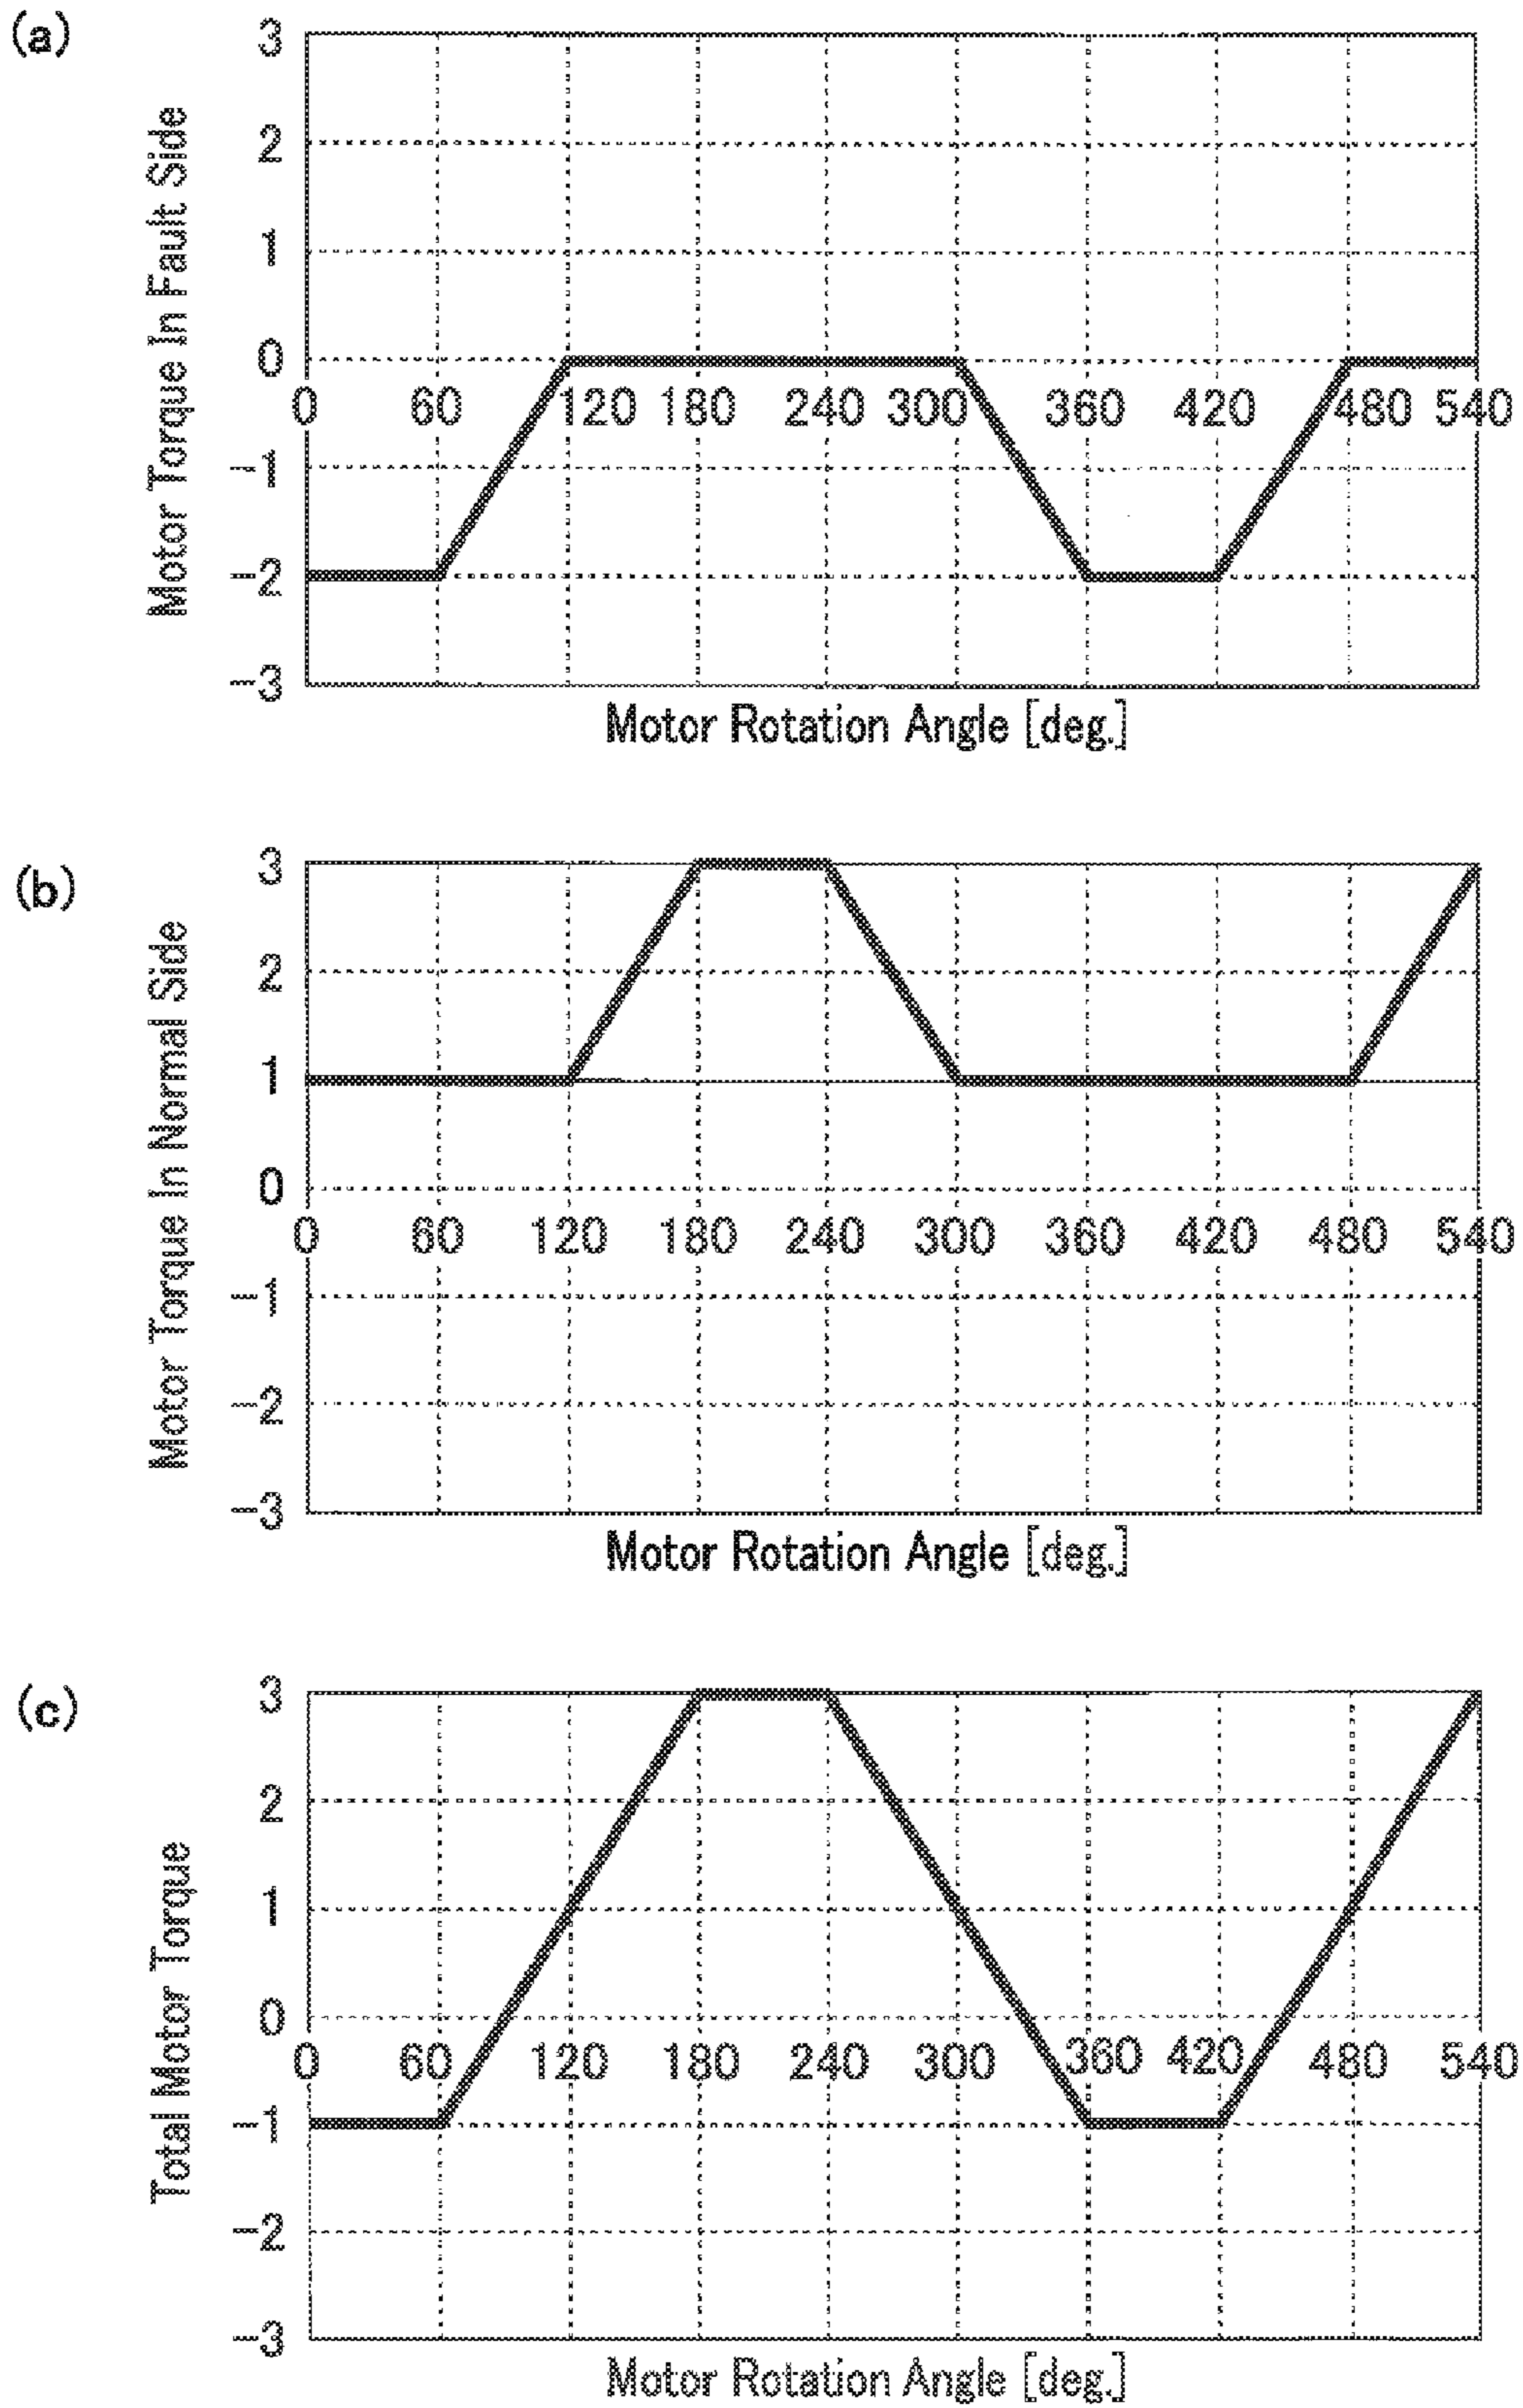 (a)
Motor Torque In Fault Side
3
2
1
0
-1
-2
-3
0 60 120 180 240 300 360 420 480 540
Motor Rotation Angle [deg.]
(b)
Motor Torque In Normal Side
3
2
1
0
-1
-2
-3
0 60 120 180 240 300 360 420 480 540
Motor Rotation Angle [deg.]
(c)
Total Motor Torque
3
2
1
0
-1
-2
-3
0 60 120 180 240 300 360 420 480 540
Motor Rotation Angle [deg.]